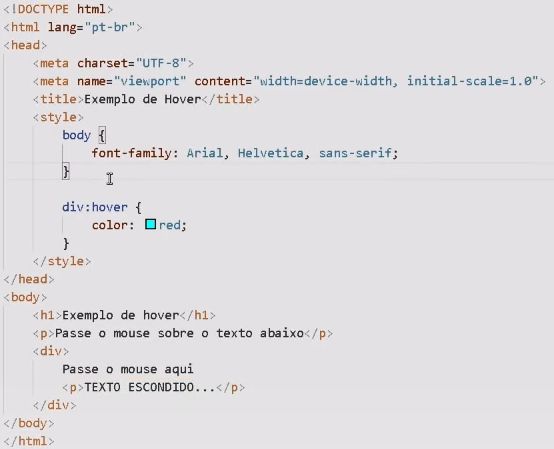 <!DOCTYPE html>
<html lang="pt-br">
<head>
    <meta charset="UTF-8">
    <meta name="viewport" content="width=device-width, initial-scale=1.0">
    <title>Exemplo de Hover</title>
    <style>
        body {
            font-family: Arial, Helvetica, sans-serif;
        }

        div:hover {
            color: red;
        }
    </style>
</head>
<body>
    <h1>Exemplo de hover</h1>
    <p>Passe o mouse sobre o texto abaixo</p>
    <div>
        Passe o mouse aqui
        <p>TEXTO ESCONDIDO...</p>
    </div>
</body>
</html>